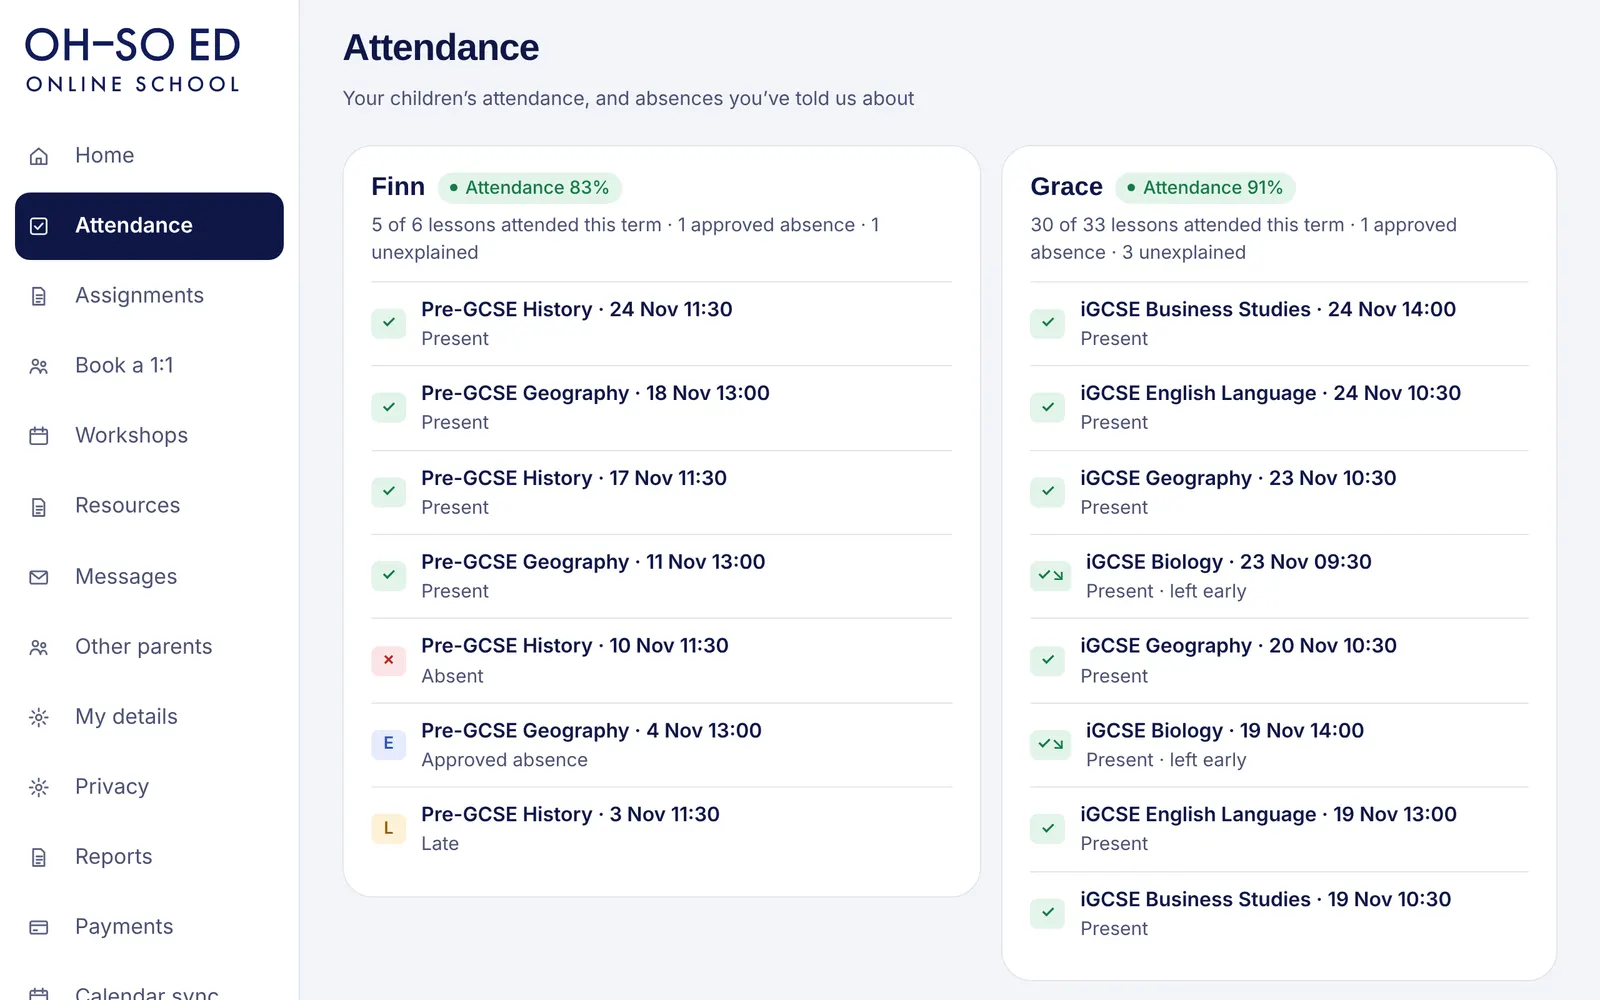 OH–SO ED
ONLINE SCHOOL
Home
Attendance
Assignments
Book a 1:1
Workshops
Resources
Messages
Other parents
My details
Privacy
Reports
Payments
Calendar sync
Attendance
Your children’s attendance, and absences you’ve told us about
Finn
Attendance 83%
5 of 6 lessons attended this term · 1 approved absence · 1
unexplained
Pre-GCSE History · 24 Nov 11:30
Present
Pre-GCSE Geography · 18 Nov 13:00
Present
Pre-GCSE History · 17 Nov 11:30
Present
Pre-GCSE Geography · 11 Nov 13:00
Present
Pre-GCSE History · 10 Nov 11:30
Absent
E
Pre-GCSE Geography · 4 Nov 13:00
Approved absence
L
Pre-GCSE History · 3 Nov 11:30
Late
Grace
Attendance 91%
30 of 33 lessons attended this term · 1 approved
absence · 3 unexplained
iGCSE Business Studies · 24 Nov 14:00
Present
iGCSE English Language · 24 Nov 10:30
Present
iGCSE Geography · 23 Nov 10:30
Present
iGCSE Biology · 23 Nov 09:30
Present · left early
iGCSE Geography · 20 Nov 10:30
Present
iGCSE Biology · 19 Nov 14:00
Present · left early
iGCSE English Language · 19 Nov 13:00
Present
iGCSE Business Studies · 19 Nov 10:30
Present